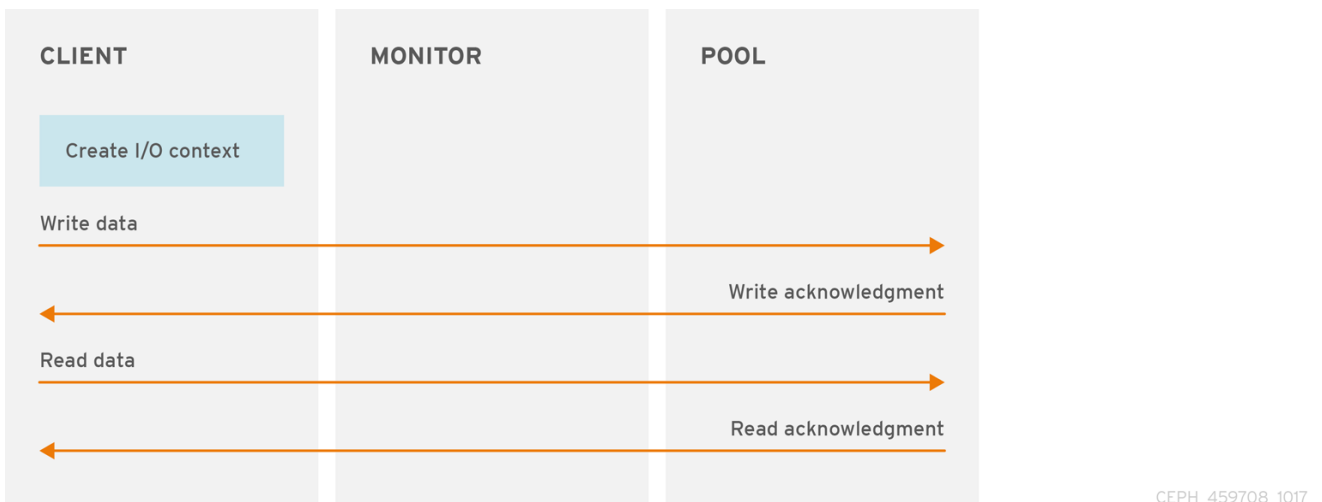 CLIENT
MONITOR
POOL
Create I/O context
Write data
Write acknowledgment
Read data
Read acknowledgment
CEPH_459708_1017